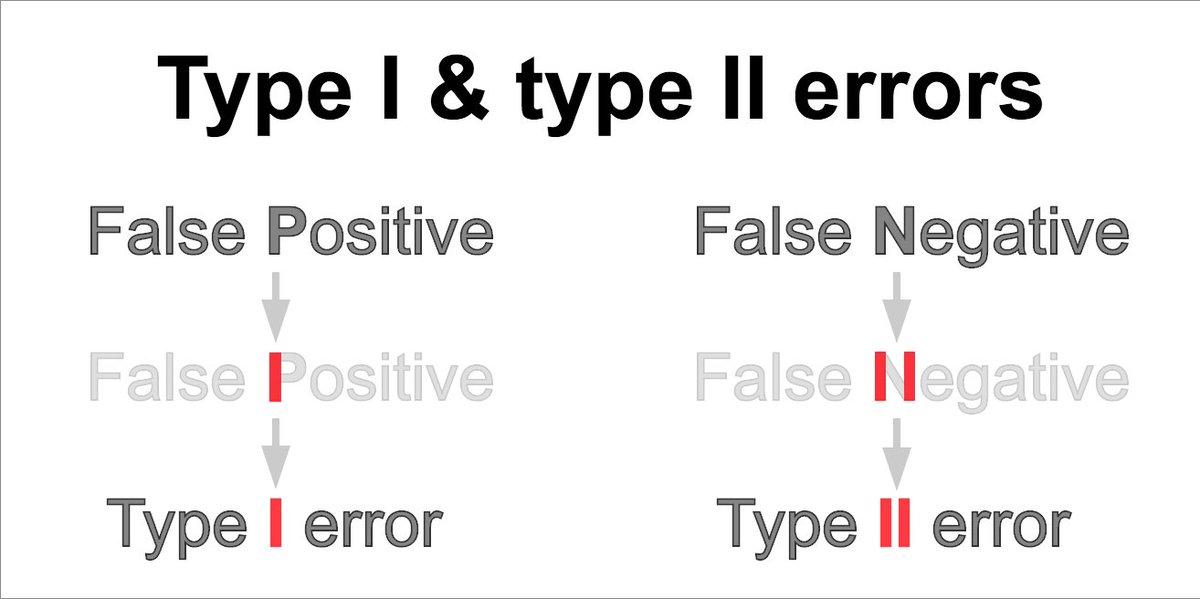 Type I & type II errors
False Positive
False Negative
False Positive
False Negative
Type I error
Type II error